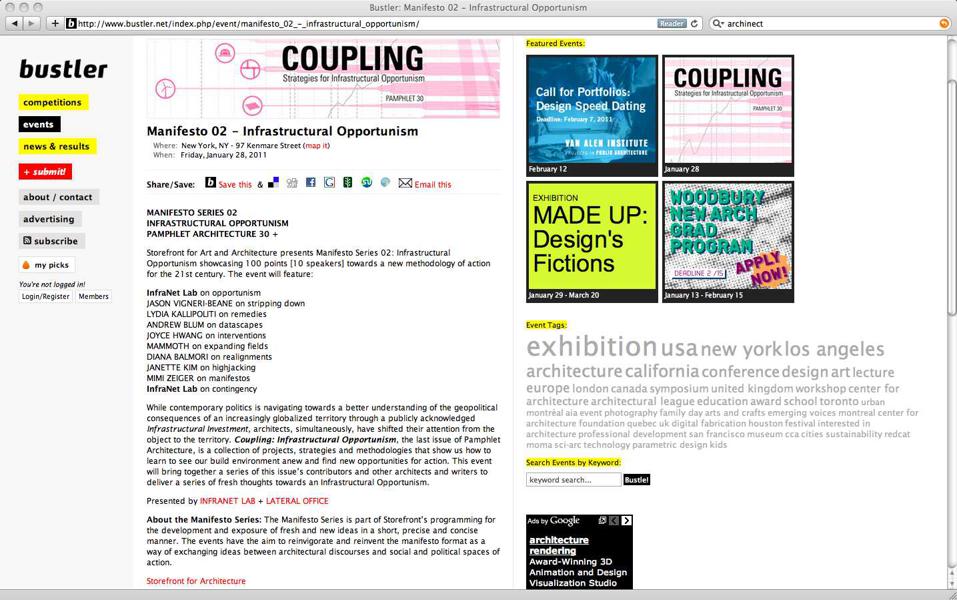 Bustler: Manifesto 02 – Infrastructural Opportunism
http://www.bustler.net/index.php/event/manifesto_02_-_infrastructural_opportunism/
Reader
archinect
bustler
competitions
events
news & results
+ submit!
about / contact
advertising
subscribe
my picks
You're not logged in!
Login/Register
Members
COUPLING
Strategies for Infrastructural Opportunism
PAMPHLET 30
Manifesto 02 – Infrastructural Opportunism
Where: New York, NY - 97 Kenmare Street (map it)
When: Friday, January 28, 2011
Share/Save: Save this & Email this
MANIFESTO SERIES 02
INFRASTRUCTURAL OPPORTUNISM
PAMPHLET ARCHITECTURE 30 +
Storefront for Art and Architecture presents Manifesto Series 02: Infrastructural
Opportunism showcasing 100 points [10 speakers] towards a new methodology of action
for the 21st century. The event will feature:
InfraNet Lab on opportunism
JASON VIGNERI-BEANE on stripping down
LYDIA KALLIPOLITI on remedies
ANDREW BLUM on datascapes
JOYCE HWANG on interventions
MAMMOTH on expanding fields
DIANA BALMORI on realignments
JANETTE KIM on highjacking
MIMI ZEIGER on manifestos
InfraNet Lab on contingency
While contemporary politics is navigating towards a better understanding of the geopolitical
consequences of an increasingly globalized territory through a publicly acknowledged
Infrastructural Investment, architects, simultaneously, have shifted their attention from the
object to the territory. Coupling: Infrastructural Opportunism, the last issue of Pamphlet
Architecture, is a collection of projects, strategies and methodologies that show us how to
learn to see our build environment anew and find new opportunities for action. This event
will bring together a series of this issue's contributors and other architects and writers to
deliver a series of fresh thoughts towards an Infrastructural Opportunism.
Presented by INFRANET LAB + LATERAL OFFICE
About the Manifesto Series: The Manifesto Series is part of Storefront's programming for
the development and exposure of fresh and new ideas in a short, precise and concise
manner. The events have the aim to reinvigorate and reinvent the manifesto format as a
way of exchanging ideas between architectural discourses and social and political spaces of
action.
Storefront for Architecture
Featured Events:
Call for Portfolios:
Design Speed Dating
Deadline: February 7, 2011
VAN ALEN INSTITUTE
PROJECTS IN PUBLIC ARCHITECTURE
February 12
COUPLING
Strategies for Infrastructural Opportunism
PAMPHLET 30
January 28
EXHIBITION
MADE UP:
Design's
Fictions
January 29 - March 20
WOODBURY
NEW ARCH
GRAD
PROGRAM
DEADLINE 2 /15
APPLY
NOW!
January 13 - February 15
Event Tags:
exhibition usa new york los angeles
architecture california conference design art lecture
europe london canada symposium united kingdom workshop center for
architecture architectural league education award school toronto urban
montréal aia event photography family day arts and crafts emerging voices montreal center for
architecture foundation quebec uk digital fabrication houston festival interested in
architecture professional development san francisco museum cca cities sustainability redcat
moma sci-arc technology parametric design kids
Search Events by Keyword:
keyword search...
Bustle!
Ads by Google
architecture
rendering
Award-Winning 3D
Animation and Design
Visualization Studio